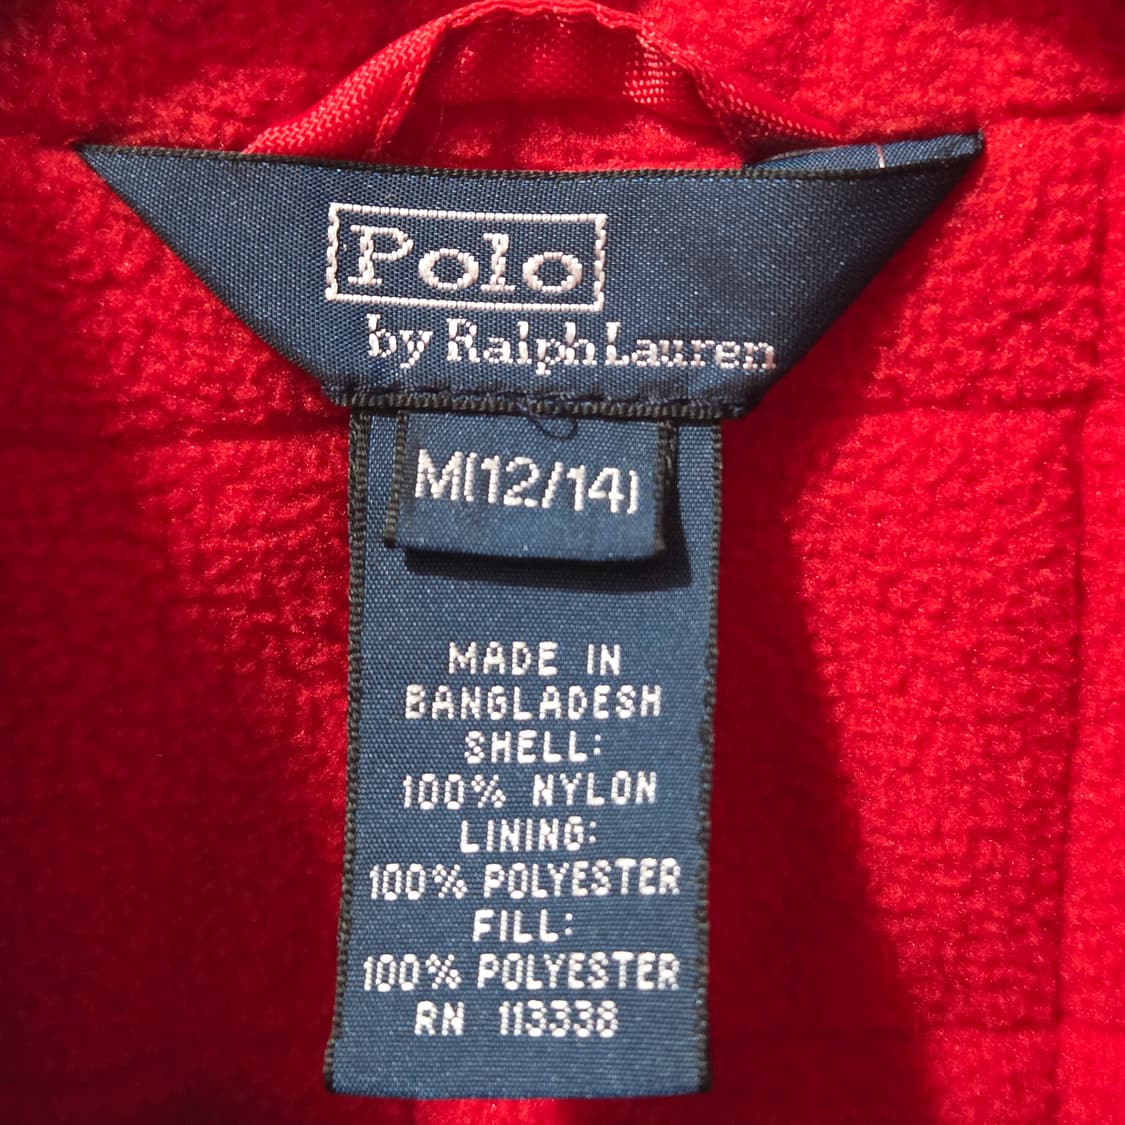 Polo
by Ralph Lauren
M(12/14)
MADE IN
BANGLADESH
SHELL:
100% NYLON
LINING:
100% POLYESTER
FILL:
100% POLYESTER
RN 113338